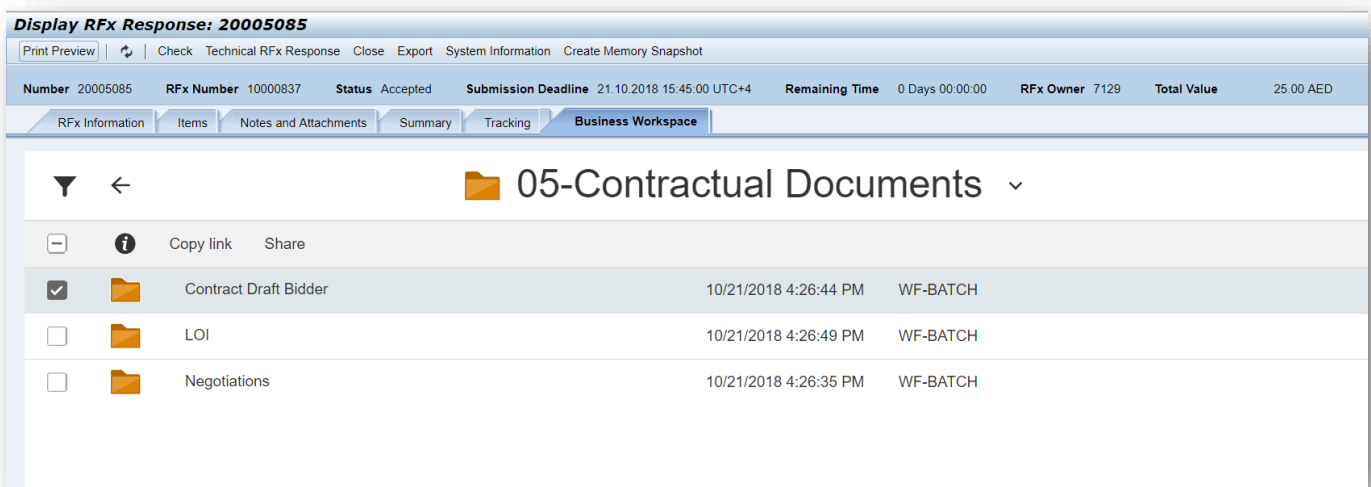 Display RFx Response: 20005085
Print Preview Check Technical RFx Response Close Export System Information Create Memory Snapshot
Number 20005085 RFx Number 10000837 Status Accepted Submission Deadline 21.10.2018 15:45:00 UTC+4 Remaining Time 0 Days 00:00:00 RFx Owner 7129 Total Value 25.00 AED
RFx Information Items Notes and Attachments Summary Tracking Business Workspace
05-Contractual Documents
Copy link Share
Contract Draft Bidder 10/21/2018 4:26:44 PM WF-BATCH
LOI 10/21/2018 4:26:49 PM WF-BATCH
Negotiations 10/21/2018 4:26:35 PM WF-BATCH